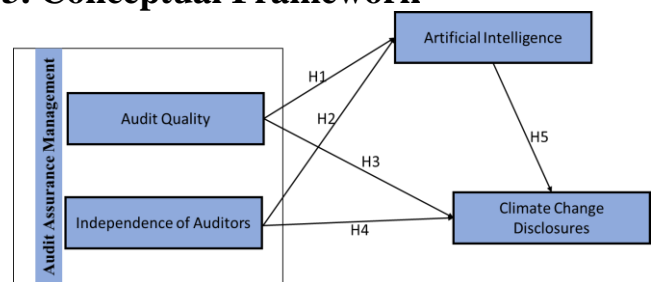 3. Conceptual Framework
Artificial Intelligence
Audit Assurance Management
H1
Audit Quality
H2
H5
H3
Independence of Auditors
H4
Climate Change
Disclosures